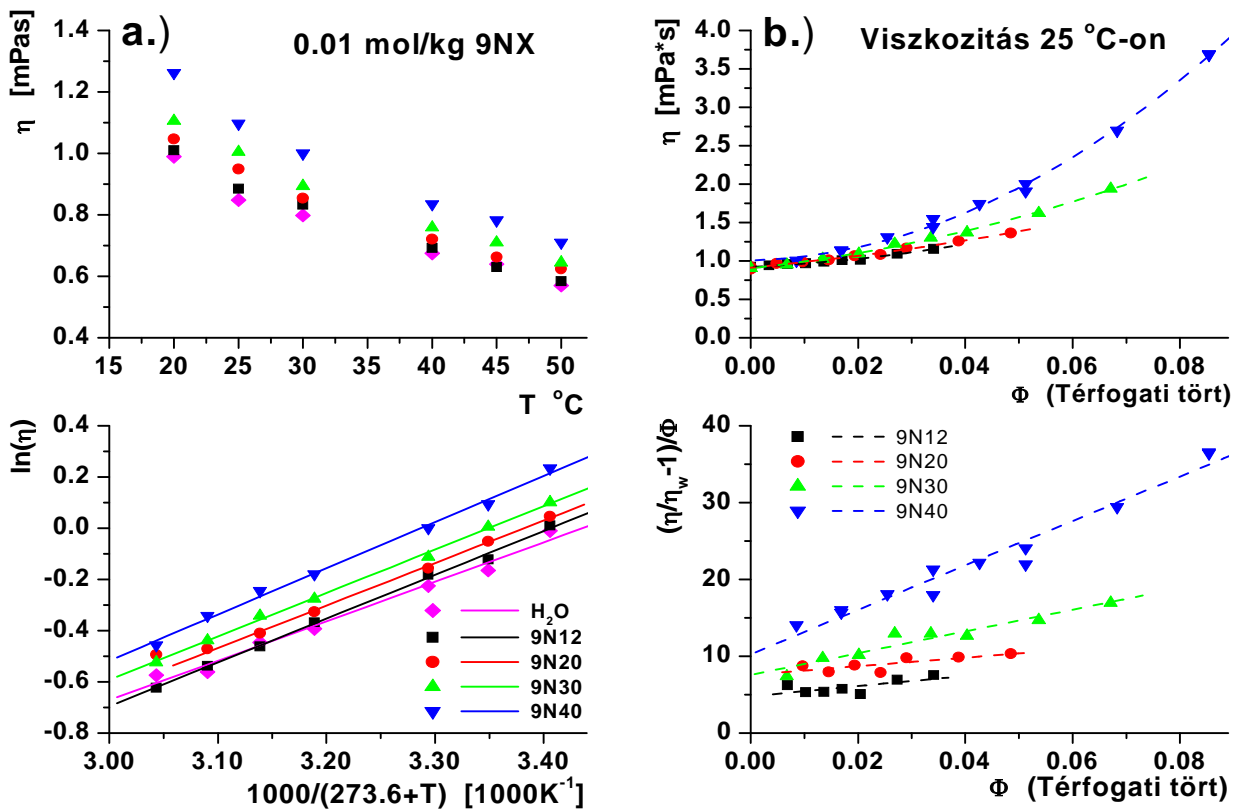 a.)
0.01 mol/kg 9NX
η [mPas]
1.4
1.2
1.0
0.8
0.6
0.4
15 20 25 30 35 40 45 50
T °C
b.)
Viszkozitás 25 °C-on
η [mPa*s]
4.0
3.5
3.0
2.5
2.0
1.5
1.0
0.5
0.0
0.00 0.02 0.04 0.06 0.08
Φ (Térfogati tört)
ln(η)
0.4
0.2
0.0
-0.2
-0.4
-0.6
-0.8
H₂O
9N12
9N20
9N30
9N40
3.00 3.10 3.20 3.30 3.40
1000/(273.6+T) [1000K⁻¹]
(η/η_w-1)/Φ
40
30
20
10
0
9N12
9N20
9N30
9N40
0.00 0.02 0.04 0.06 0.08
Φ (Térfogati tört)